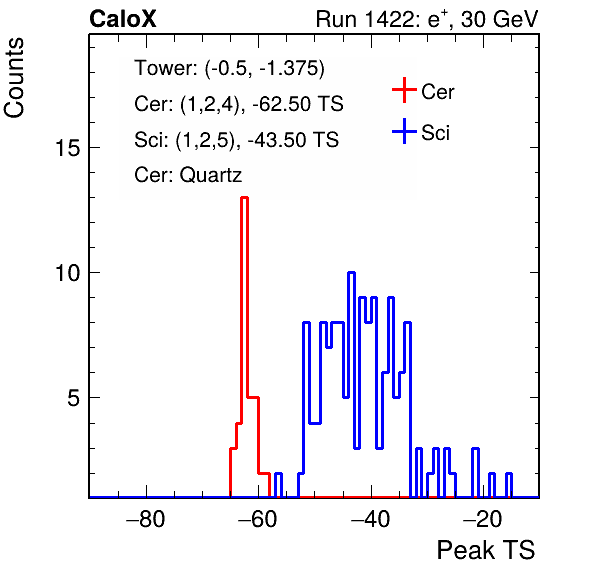 CaloX
Run 1422: e+, 30 GeV
Counts
Tower: (-0.5, -1.375)
Cer: (1,2,4), -62.50 TS
Sci: (1,2,5), -43.50 TS
Cer: Quartz
Cer
Sci
15
10
5
−80
−60
−40
−20
Peak TS